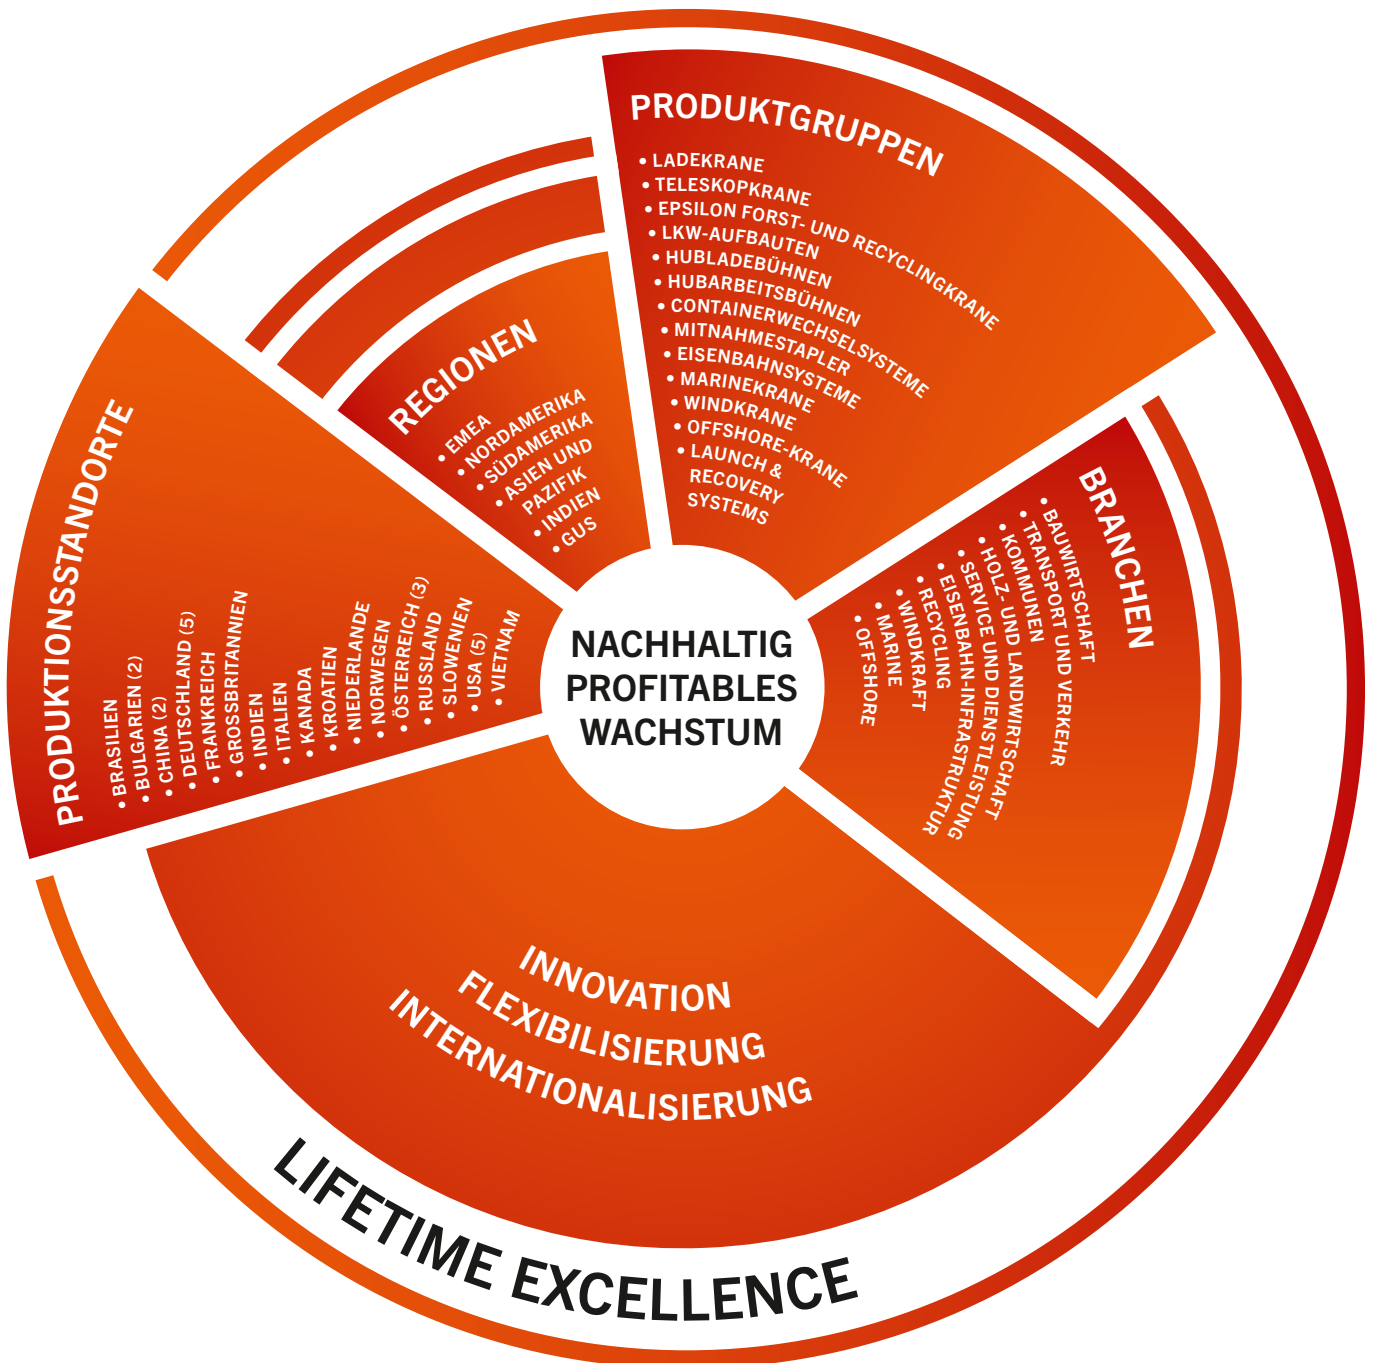 PRODUKTGRUPPEN
• LADEKRANE
• TELESKOPKRANE
• EPSILON FORST- UND RECYCLINGKRANE
• LKW-AUFBAUTEN
• HUBLADEBÜHNEN
• HUBARBEITSBÜHNEN
• CONTAINERWECHSELSYSTEME
• MITNAHMESTAPLER
• EISENBAHNSYSTEME
• MARINEKRANE
• WINDKRANE
• OFFSHORE-KRANE
• LAUNCH &
RECOVERY
SYSTEMS
BRANCHEN
• BAUWIRTSCHAFT
• TRANSPORT UND VERKEHR
• KOMMUNEN
• HOLZ- UND LANDWIRTSCHAFT
• SERVICE UND DIENSTLEISTUNG
• EISENBAHN-INFRASTRUKTUR
• RECYCLING
• WINDKRAFT
• MARINE
• OFFSHORE
REGIONEN
• EMEA
• NORDAMERIKA
• SÜDAMERIKA
• ASIEN UND
PAZIFIK
• INDIEN
• GUS
PRODUKTIONSSTANDORTE
• BRASILIEN
• BULGARIEN (2)
• CHINA (2)
• DEUTSCHLAND (5)
• FRANKREICH
• GROSSBRITANNIEN
• INDIEN
• ITALIEN
• KANADA
• KROATIEN
• NIEDERLANDE
• NORWEGEN
• ÖSTERREICH (3)
• RUSSLAND
• SLOWENIEN
• USA (5)
• VIETNAM
NACHHALTIG
PROFITABLES
WACHSTUM
INNOVATION
FLEXIBILISIERUNG
INTERNATIONALISIERUNG
LIFETIME EXCELLENCE